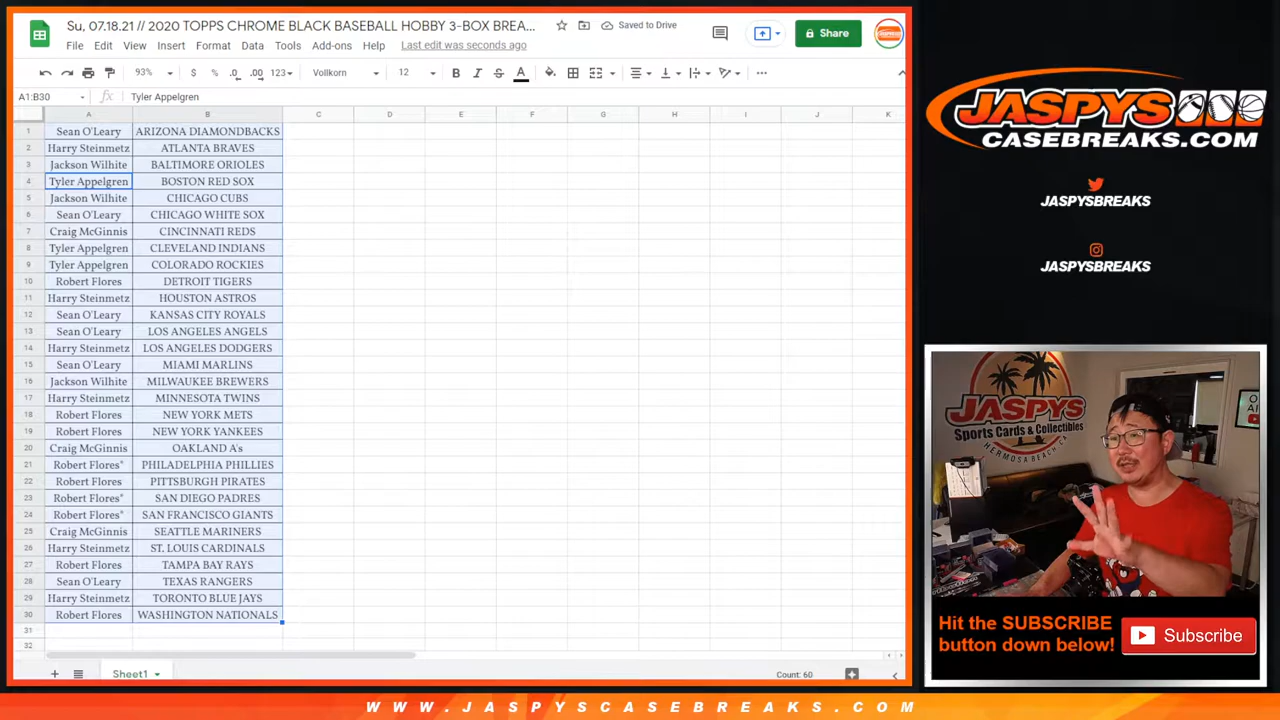 Su, 07.18.21 // 2020 TOPPS CHROME BLACK BASEBALL HOBBY 3-BOX BREA...
Saved to Drive
Share
File Edit View Insert Format Data Tools Add-ons Help Last edit was seconds ago
93% $ % .0 .00 123 Vollkorn 12 B I S A
A1:B30 fx Tyler Appelgren
A B C D E F G H I J K
1 Sean O'Leary ARIZONA DIAMONDBACKS
2 Harry Steinmetz ATLANTA BRAVES
3 Jackson Wilhite BALTIMORE ORIOLES
4 Tyler Appelgren BOSTON RED SOX
5 Jackson Wilhite CHICAGO CUBS
6 Sean O'Leary CHICAGO WHITE SOX
7 Craig McGinnis CINCINNATI REDS
8 Tyler Appelgren CLEVELAND INDIANS
9 Tyler Appelgren COLORADO ROCKIES
10 Robert Flores DETROIT TIGERS
11 Harry Steinmetz HOUSTON ASTROS
12 Sean O'Leary KANSAS CITY ROYALS
13 Sean O'Leary LOS ANGELES ANGELS
14 Harry Steinmetz LOS ANGELES DODGERS
15 Sean O'Leary MIAMI MARLINS
16 Jackson Wilhite MILWAUKEE BREWERS
17 Harry Steinmetz MINNESOTA TWINS
18 Robert Flores NEW YORK METS
19 Robert Flores NEW YORK YANKEES
20 Craig McGinnis OAKLAND A's
21 Robert Flores* PHILADELPHIA PHILLIES
22 Robert Flores PITTSBURGH PIRATES
23 Robert Flores* SAN DIEGO PADRES
24 Robert Flores* SAN FRANCISCO GIANTS
25 Craig McGinnis SEATTLE MARINERS
26 Harry Steinmetz ST. LOUIS CARDINALS
27 Robert Flores TAMPA BAY RAYS
28 Sean O'Leary TEXAS RANGERS
29 Harry Steinmetz TORONTO BLUE JAYS
30 Robert Flores WASHINGTON NATIONALS
31
32
Sheet1
Count: 60
JASPYS
CASEBREAKS.COM
JASPYSBREAKS
JASPYSBREAKS
JASPYS
Sports Cards & Collectibles
HERMOSA BEACH, CA
Hit the SUBSCRIBE
button down below!
Subscribe
WWW.JASPYSCASEBREAKS.COM